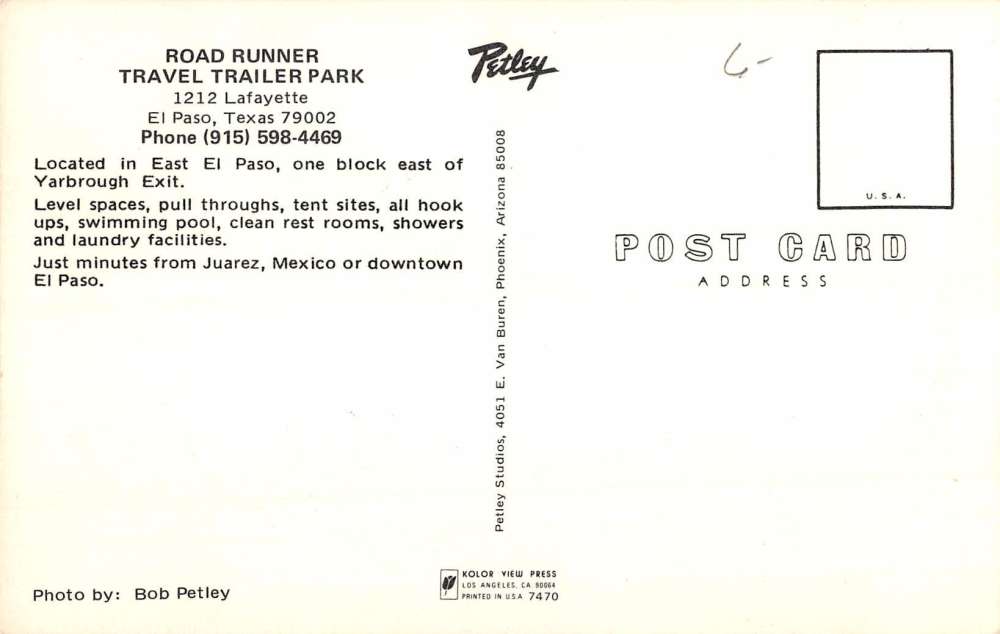 ROAD RUNNER
TRAVEL TRAILER PARK
1212 Lafayette
El Paso, Texas 79002
Phone (915) 598-4469
Located in East El Paso, one block east of
Yarbrough Exit.
Level spaces, pull throughs, tent sites, all hook
ups, swimming pool, clean rest rooms, showers
and laundry facilities.
Just minutes from Juarez, Mexico or downtown
El Paso.
Photo by: Bob Petley
Petley
Petley Studios, 4051 E. Van Buren, Phoenix, Arizona 85008
KOLOR VIEW PRESS
LOS ANGELES, CA 90064
PRINTED IN U.S.A. 7470
6-
U. S. A.
POST CARD
ADDRESS